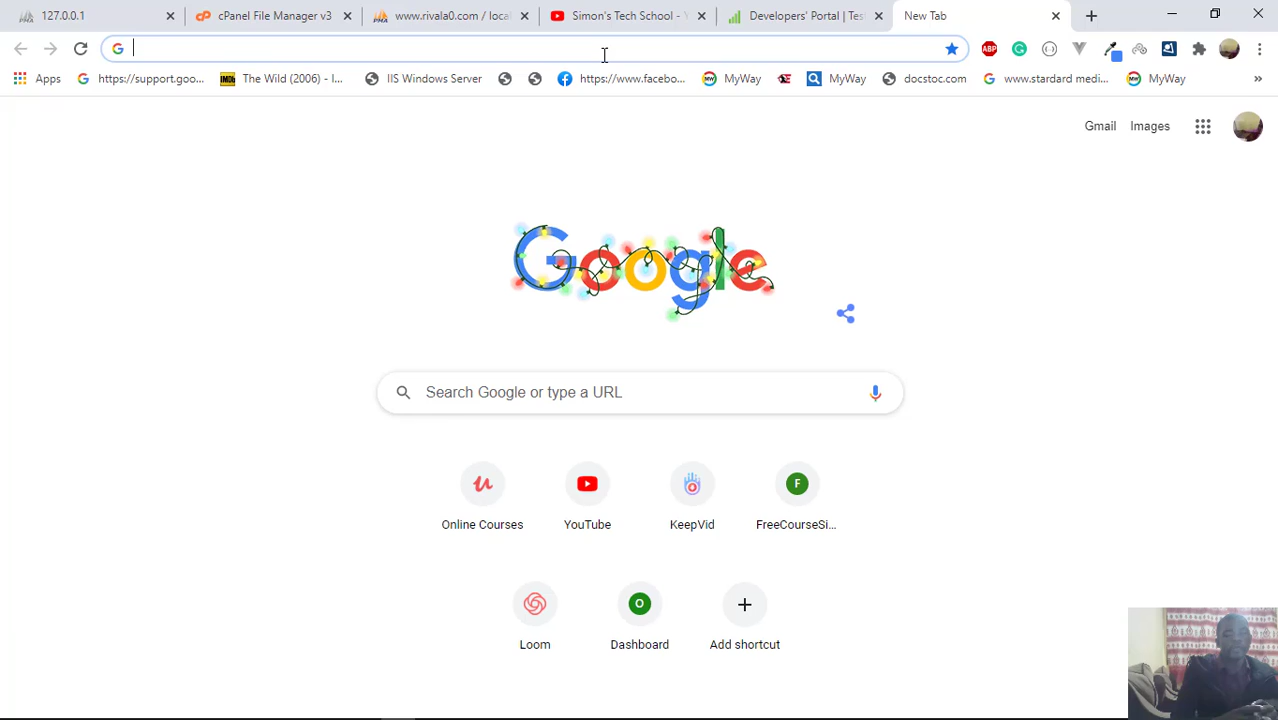 127.0.0.1
cPanel File Manager v3
www.rivala0.com / local
Simon's Tech School - Y
Developers' Portal | Tes
New Tab
Apps
https://support.goo...
IMDb
The Wild (2006) - I...
IIS Windows Server
https://www.facebo...
MyWay
MyWay
docstoc.com
www.stardard medi...
MyWay
ABP
Gmail
Images
Google
Search Google or type a URL
Online Courses
YouTube
KeepVid
F
FreeCourseSi...
Loom
O
Dashboard
Add shortcut